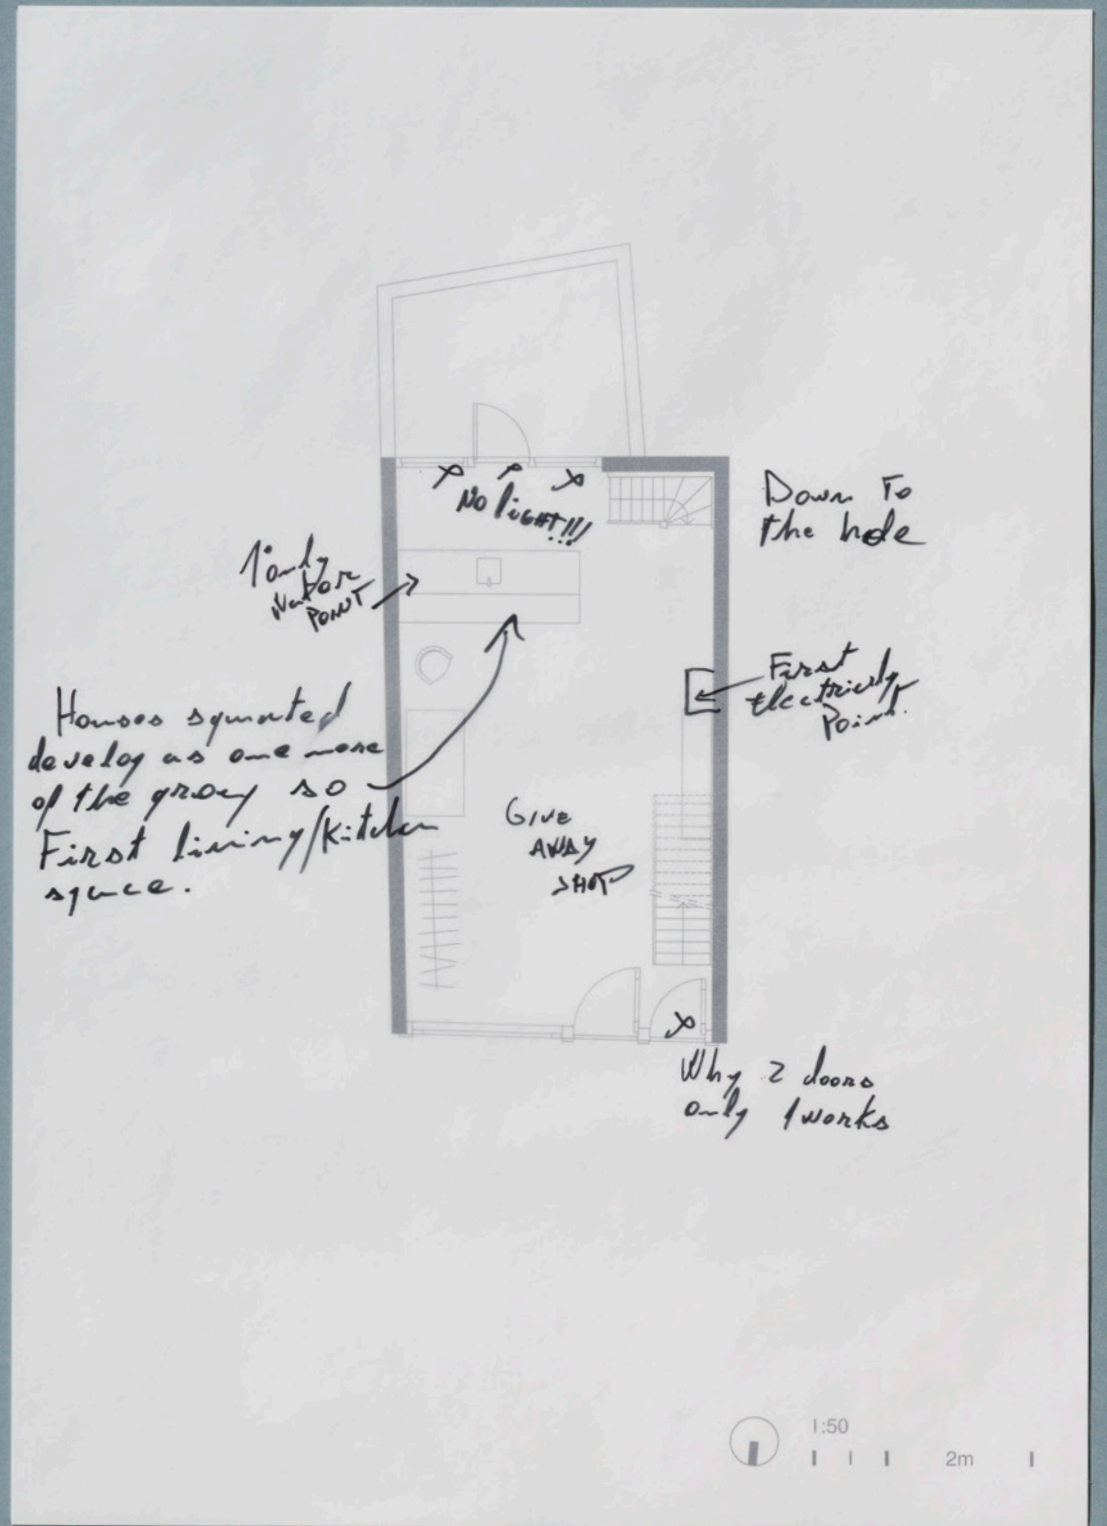 NO LIGHT!!!
Down To
the hole
1° only
water
POINT
First
Electricity
Point.
Houses squated
develop as one more
of the group so
First living/Kitchen
space.
GIVE
AWAY
SHOP
Why 2 doors
only 1 works
1:50
2m